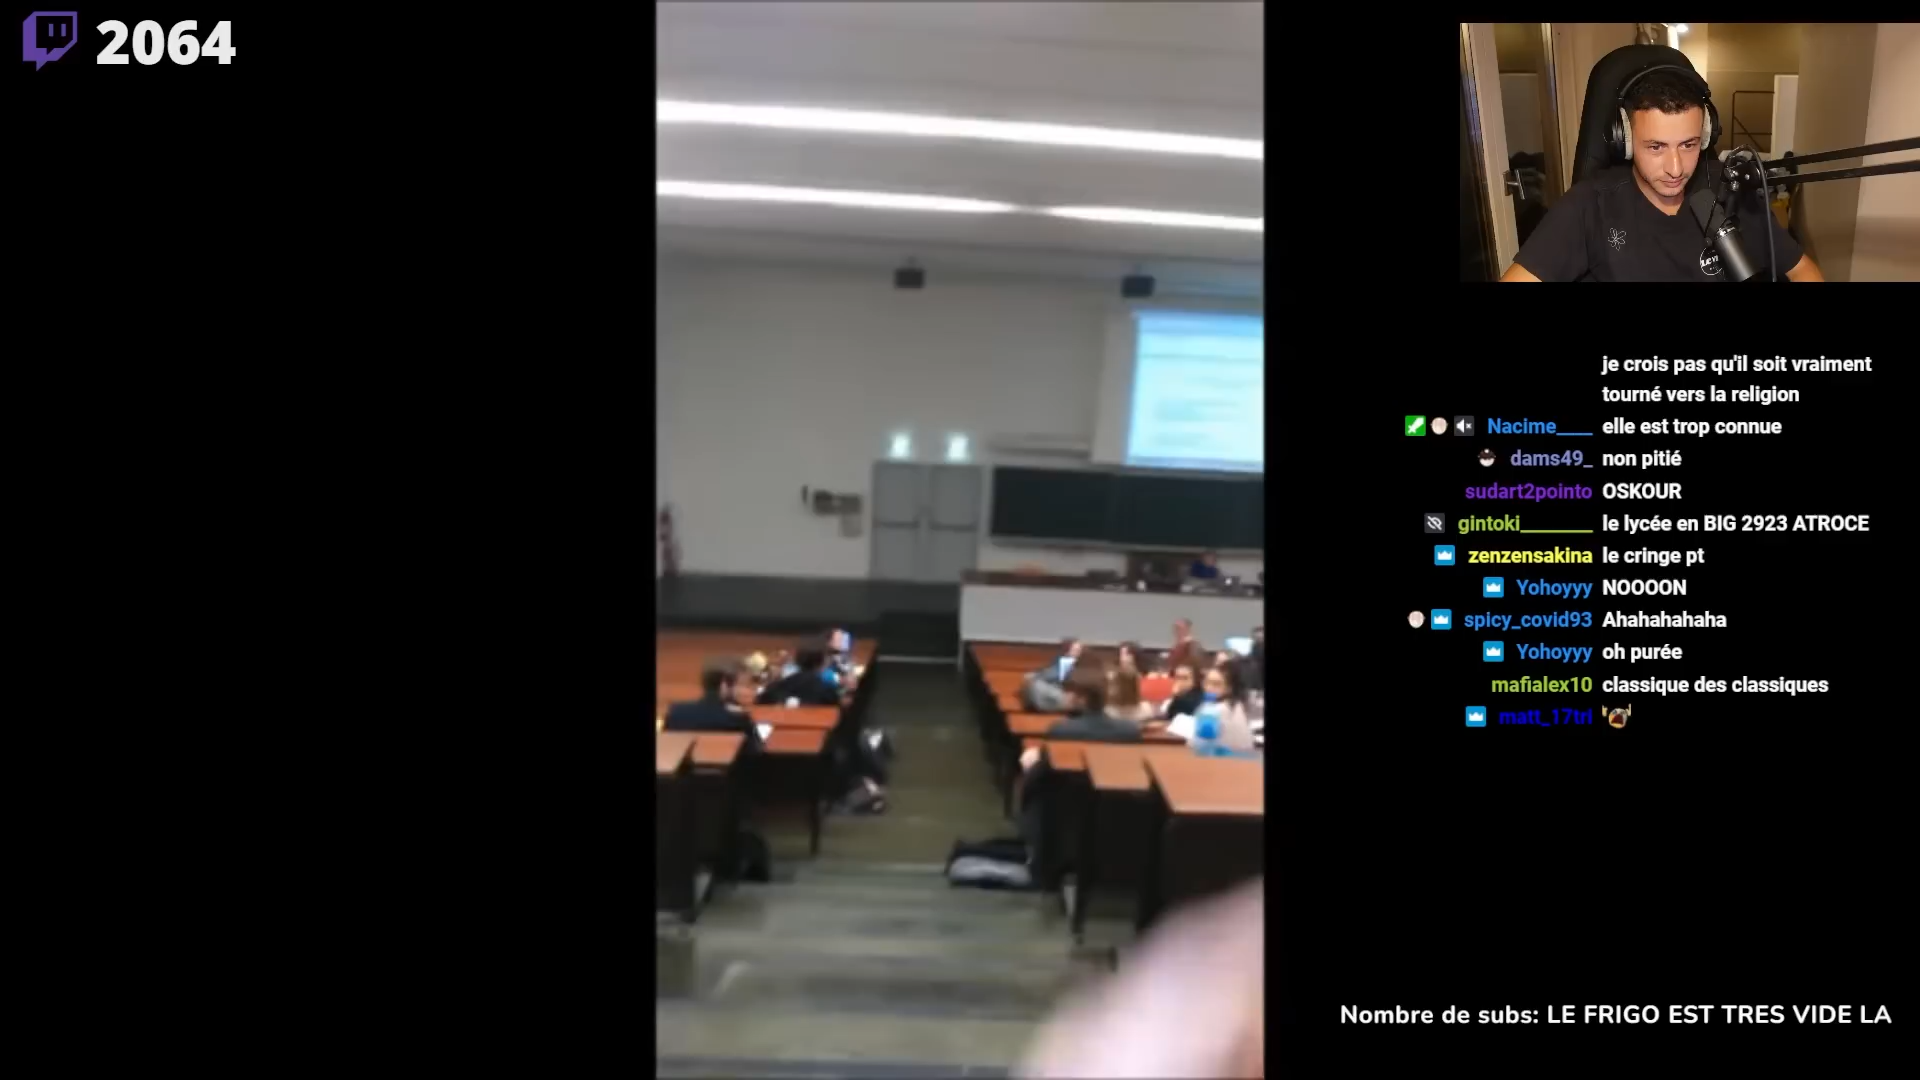 2064
je crois pas qu'il soit vraiment
tourné vers la religion
Nacime____ elle est trop connue
dams49_ non pitié
sudart2pointo OSKOUR
gintoki________ le lycée en BIG 2923 ATROCE
zenzensakina le cringe pt
Yohoyyy NOOOON
spicy_covid93 Ahahahahaha
Yohoyyy oh purée
mafialex10 classique des classiques
matt_17tri
Nombre de subs: LE FRIGO EST TRES VIDE LA